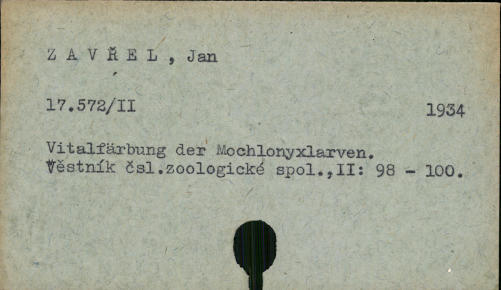 Z A V Ř E L , Jan
17.572/II 1934
Vitalfärbung der Mochlonyxlarven.
Věstník čsl.zoologické spol.,II: 98 - 100.